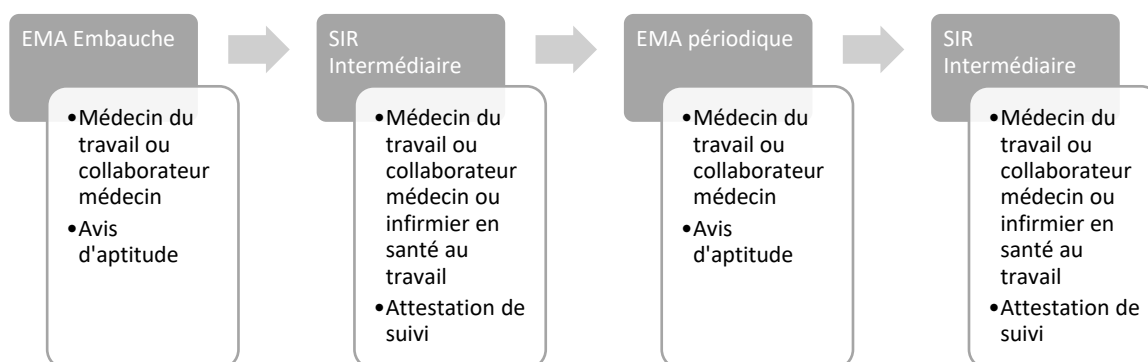 EMA Embauche
•Médecin du
travail ou
collaborateur
médecin
•Avis
d'aptitude
SIR
Intermédiaire
•Médecin du
travail ou
collaborateur
médecin ou
infirmier en
santé au
travail
•Attestation de
suivi
EMA périodique
•Médecin du
travail ou
collaborateur
médecin
•Avis
d'aptitude
SIR
Intermédiaire
•Médecin du
travail ou
collaborateur
médecin ou
infirmier en
santé au
travail
•Attestation de
suivi